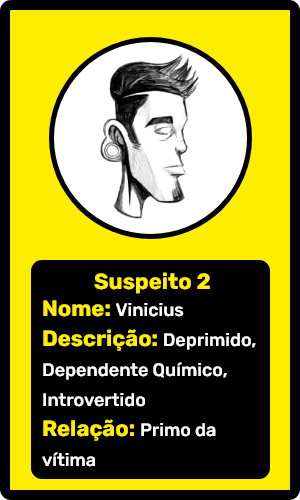 Suspeito 2
Nome: Vinicius
Descrição: Deprimido,
Dependente Químico,
Introvertido
Relação: Primo da
vítima